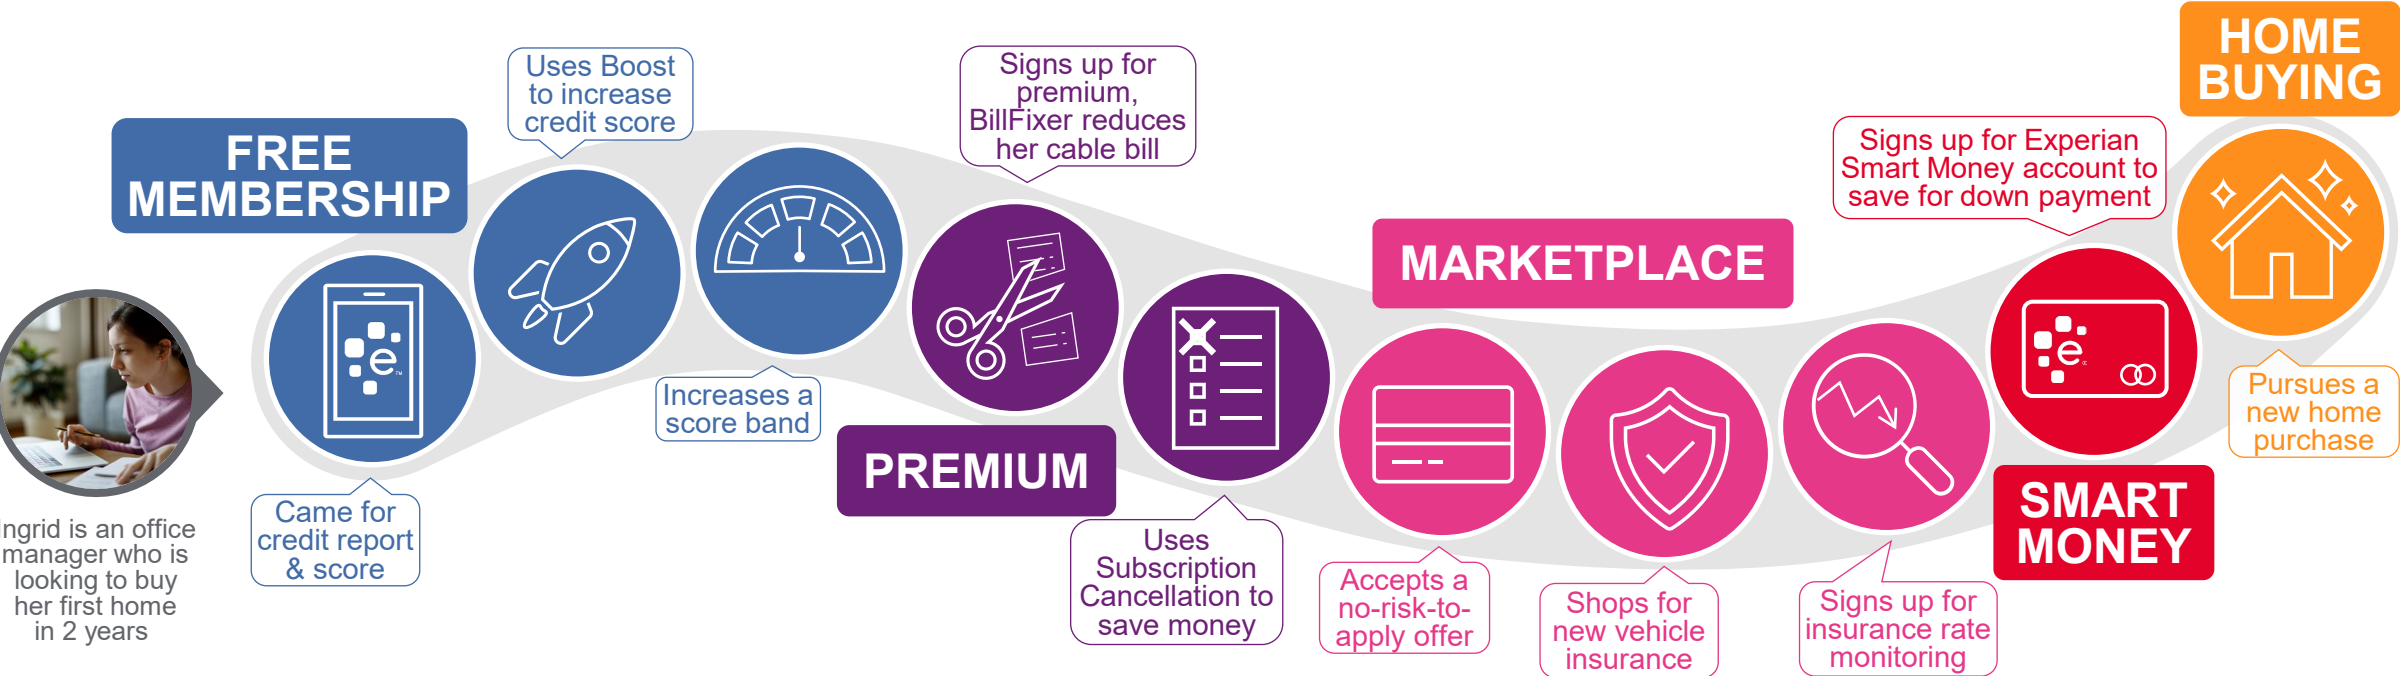 Ingrid is an office
manager who is
looking to buy
her first home
in 2 years
FREE
MEMBERSHIP
e
™
Came for
credit report
& score
Uses Boost
to increase
credit score
Increases a
score band
Signs up for
premium,
BillFixer reduces
her cable bill
PREMIUM
Uses
Subscription
Cancellation to
save money
MARKETPLACE
Accepts a
no-risk-to-
apply offer
Shops for
new vehicle
insurance
Signs up for
insurance rate
monitoring
Signs up for Experian
Smart Money account to
save for down payment
e
SMART
MONEY
HOME
BUYING
Pursues a
new home
purchase